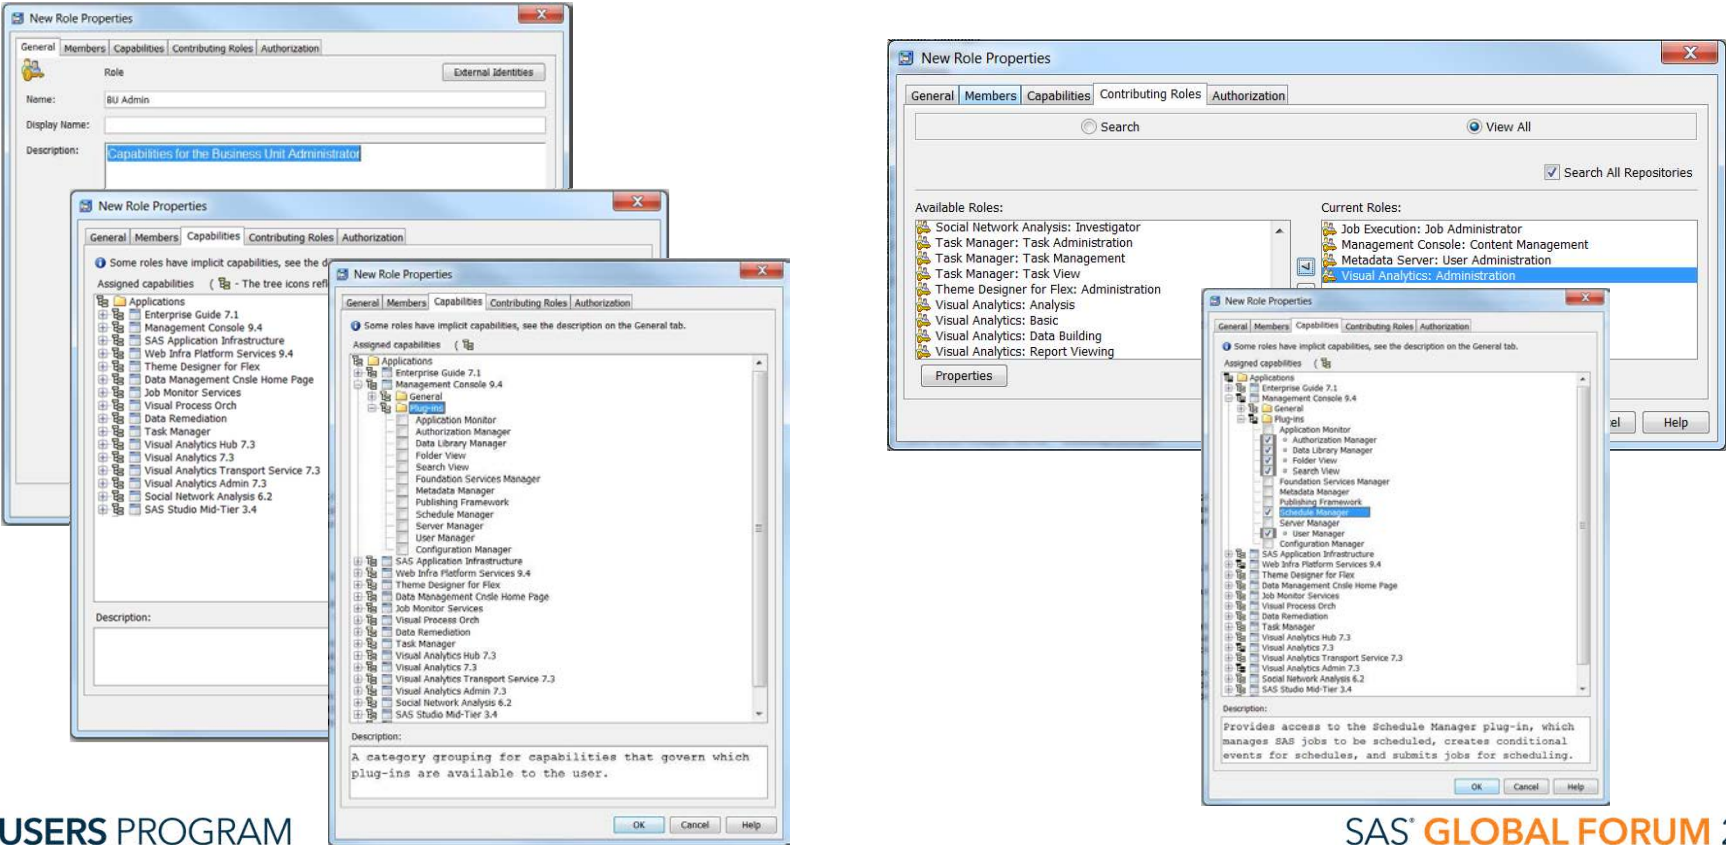 New Role Properties
General Members Capabilities Contributing Roles Authorization
Role
External Identities
Name:
BU Admin
Display Name:
Description:
Capabilities for the Business Unit Administrator
New Role Properties
General Members Capabilities Contributing Roles Authorization
Some roles have implicit capabilities, see the d
Assigned capabilities ( - The tree icons refl
Applications
Enterprise Guide 7.1
Management Console 9.4
SAS Application Infrastructure
Web Infra Platform Services 9.4
Theme Designer for Flex
Data Management Cnsle Home Page
Job Monitor Services
Visual Process Orch
Data Remediation
Task Manager
Visual Analytics Hub 7.3
Visual Analytics 7.3
Visual Analytics Transport Service 7.3
Visual Analytics Admin 7.3
Social Network Analysis 6.2
SAS Studio Mid-Tier 3.4
Description:
New Role Properties
General Members Capabilities Contributing Roles Authorization
Some roles have implicit capabilities, see the description on the General tab.
Assigned capabilities (
Applications
Enterprise Guide 7.1
Management Console 9.4
General
Plug-ins
Application Monitor
Authorization Manager
Data Library Manager
Folder View
Search View
Foundation Services Manager
Metadata Manager
Publishing Framework
Schedule Manager
Server Manager
User Manager
Configuration Manager
SAS Application Infrastructure
Web Infra Platform Services 9.4
Theme Designer for Flex
Data Management Cnsle Home Page
Job Monitor Services
Visual Process Orch
Data Remediation
Task Manager
Visual Analytics Hub 7.3
Visual Analytics 7.3
Visual Analytics Transport Service 7.3
Visual Analytics Admin 7.3
Social Network Analysis 6.2
SAS Studio Mid-Tier 3.4
Description:
A category grouping for capabilities that govern which
plug-ins are available to the user.
OK Cancel Help
New Role Properties
General Members Capabilities Contributing Roles Authorization
Search View All
Search All Repositories
Available Roles:
Social Network Analysis: Investigator
Task Manager: Task Administration
Task Manager: Task Management
Task Manager: Task View
Theme Designer for Flex: Administration
Visual Analytics: Analysis
Visual Analytics: Basic
Visual Analytics: Data Building
Visual Analytics: Report Viewing
Properties
Current Roles:
Job Execution: Job Administrator
Management Console: Content Management
Metadata Server: User Administration
Visual Analytics: Administration
el Help
New Role Properties
General Members Capabilities Contributing Roles Authorization
Some roles have implicit capabilities, see the description on the General tab.
Assigned capabilities (
Applications
Enterprise Guide 7.1
Management Console 9.4
General
Plug-ins
Application Monitor
Authorization Manager
Data Library Manager
Folder View
Search View
Foundation Services Manager
Metadata Manager
Publishing Framework
Schedule Manager
Server Manager
User Manager
Configuration Manager
SAS Application Infrastructure
Web Infra Platform Services 9.4
Theme Designer for Flex
Data Management Cnsle Home Page
Job Monitor Services
Visual Process Orch
Data Remediation
Task Manager
Visual Analytics Hub 7.3
Visual Analytics 7.3
Visual Analytics Transport Service 7.3
Visual Analytics Admin 7.3
Social Network Analysis 6.2
SAS Studio Mid-Tier 3.4
Description:
Provides access to the Schedule Manager plug-in, which
manages SAS jobs to be scheduled, creates conditional
events for schedules, and submits jobs for scheduling.
OK Cancel Help
USERS PROGRAM
SAS® GLOBAL FORUM 2